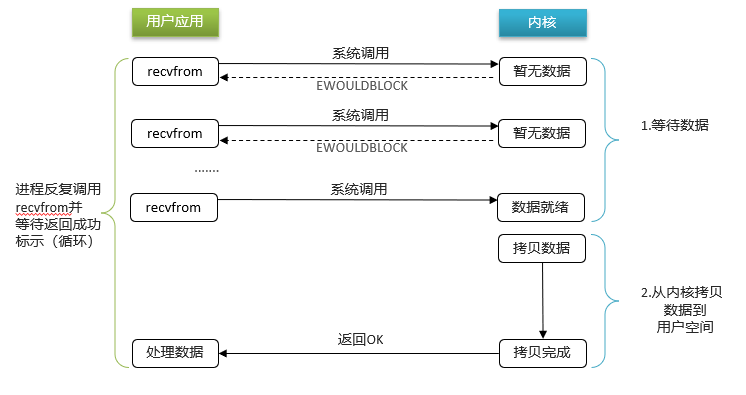 用户应用
内核
系统调用
recvfrom
暂无数据
EWOULDBLOCK
系统调用
recvfrom
暂无数据
1.等待数据
EWOULDBLOCK
.......
进程反复调用
recvfrom并
等待返回成功
标示（循环）
系统调用
recvfrom
数据就绪
拷贝数据
2.从内核拷贝
数据到
用户空间
返回OK
处理数据
拷贝完成